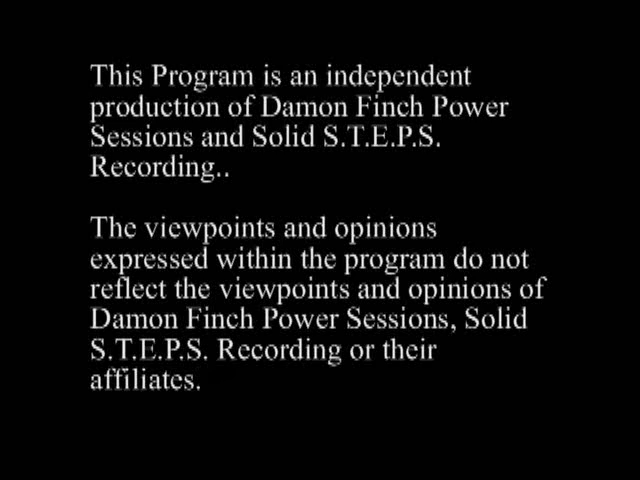 This Program is an independent
production of Damon Finch Power
Sessions and Solid S.T.E.P.S.
Recording..
The viewpoints and opinions
expressed within the program do not
reflect the viewpoints and opinions of
Damon Finch Power Sessions, Solid
S.T.E.P.S. Recording or their
affiliates.